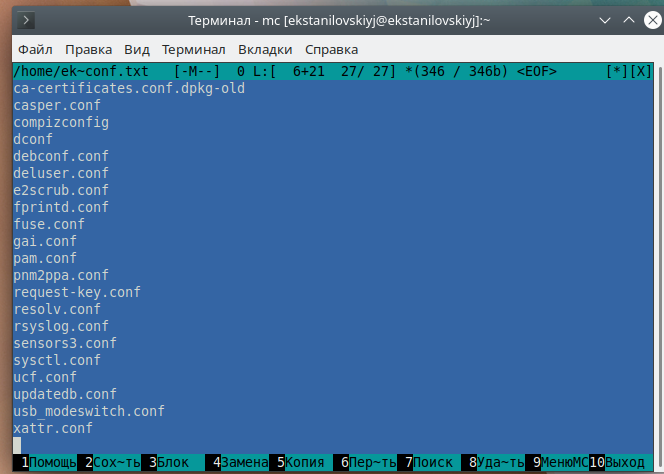 Терминал - mc [ekstanilovskiyj@ekstanilovskiyj]:~
Файл Правка Вид Терминал Вкладки Справка
/home/ek~conf.txt [-M--] 0 L:[ 6+21 27/ 27] *(346 / 346b) <EOF> [*][X]
ca-certificates.conf.dpkg-old
casper.conf
compizconfig
dconf
debconf.conf
deluser.conf
e2scrub.conf
fprintd.conf
fuse.conf
gai.conf
pam.conf
pnm2ppa.conf
request-key.conf
resolv.conf
rsyslog.conf
sensors3.conf
sysctl.conf
ucf.conf
updatedb.conf
usb_modeswitch.conf
xattr.conf
1Помощь 2Сох~ть 3Блок 4Замена 5Копия 6Пер~ть 7Поиск 8Уда~ть 9МенюMC 10Выход